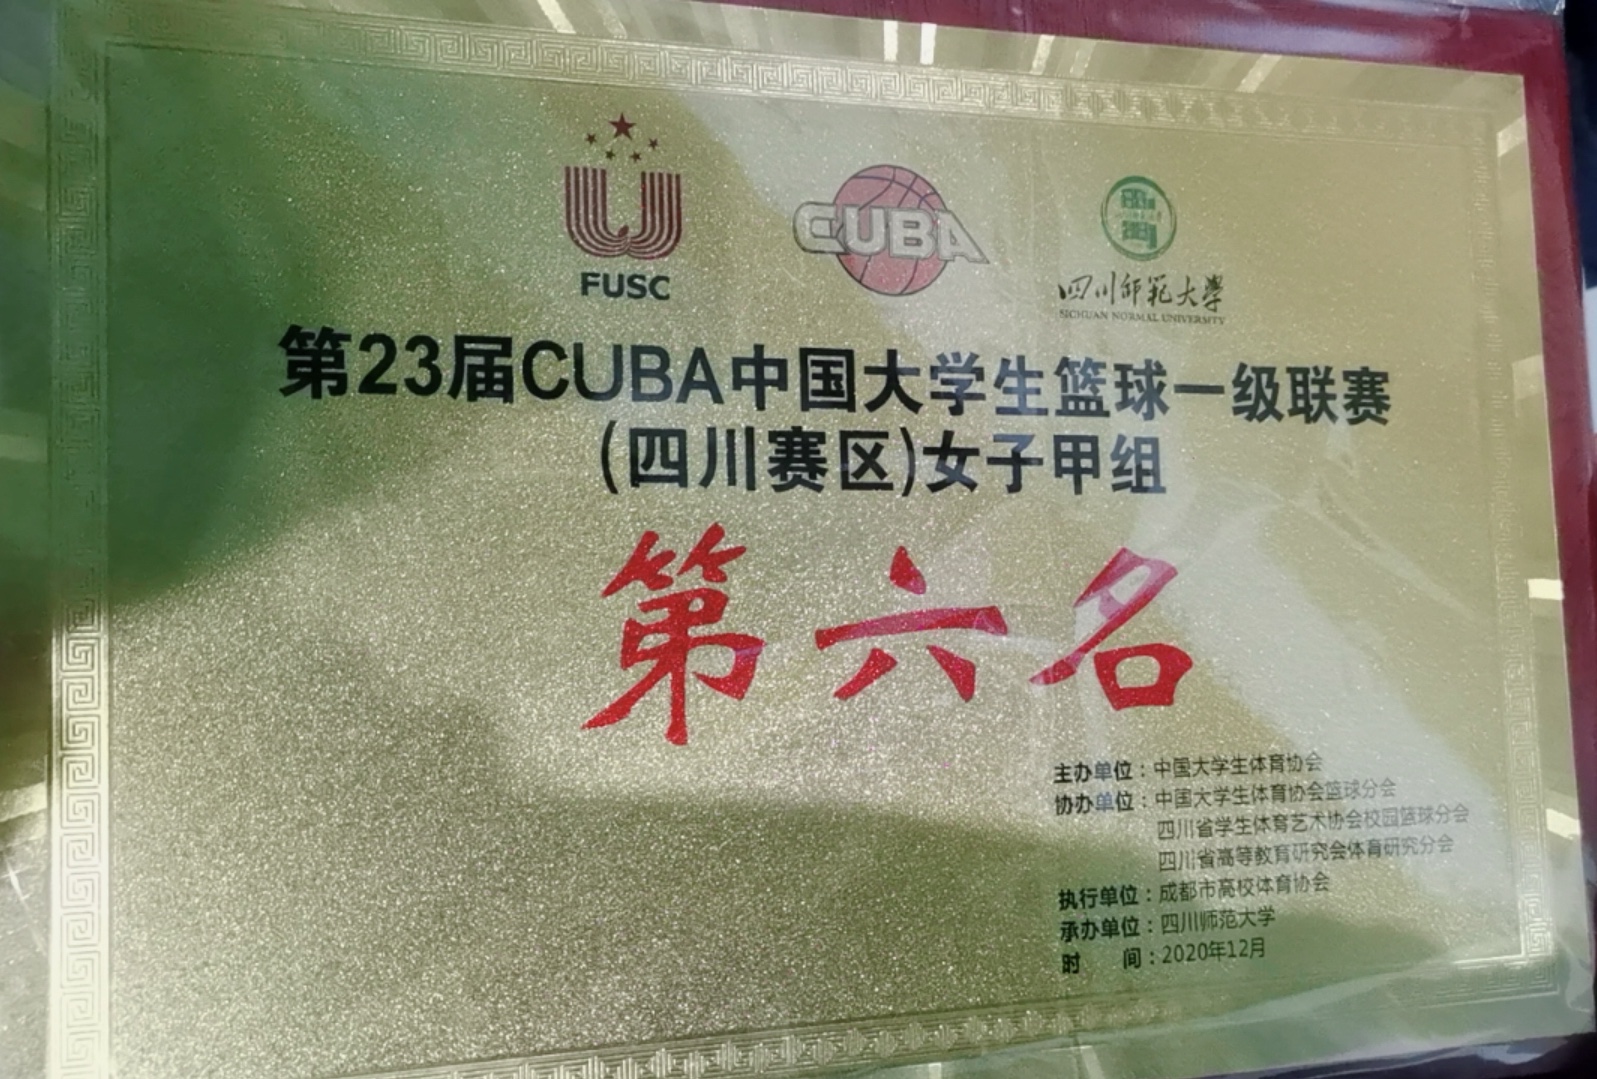 FUSC
CUBA
四川师范大学
SICHUAN NORMAL UNIVERSITY
第23届CUBA中国大学生篮球一级联赛
(四川赛区)女子甲组
第六名
主办单位：中国大学生体育协会
协办单位：中国大学生体育协会篮球分会
四川省学生体育艺术协会校园篮球分会
四川省高等教育研究会体育研究分会
执行单位：成都市高校体育协会
承办单位：四川师范大学
时 间：2020年12月